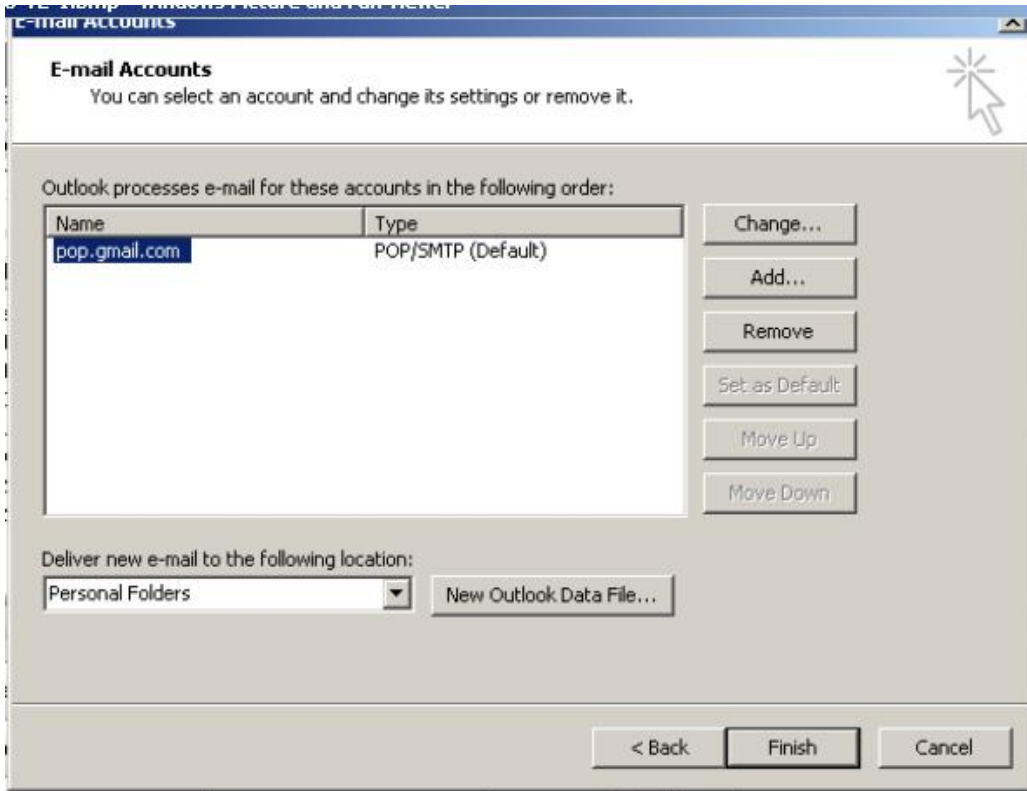 E-mail Accounts
E-mail Accounts
You can select an account and change its settings or remove it.
Outlook processes e-mail for these accounts in the following order:
Name Type
pop.gmail.com POP/SMTP (Default)
Change...
Add...
Remove
Set as Default
Move Up
Move Down
Deliver new e-mail to the following location:
Personal Folders
New Outlook Data File...
< Back Finish Cancel